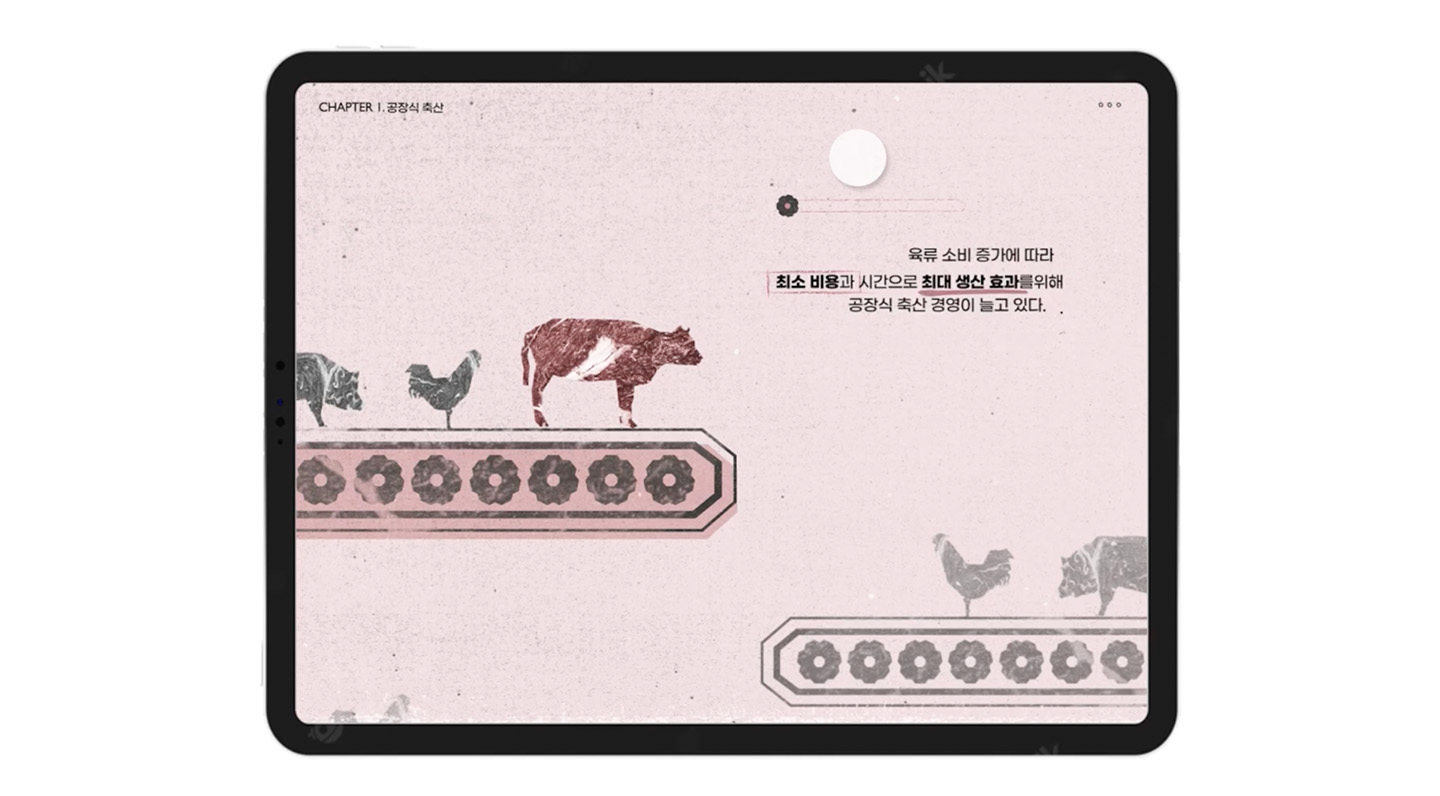 CHAPTER 1. 공장식 축산
육류 소비 증가에 따라
최소 비용과 시간으로 최대 생산 효과를위해
공장식 축산 경영이 늘고 있다.